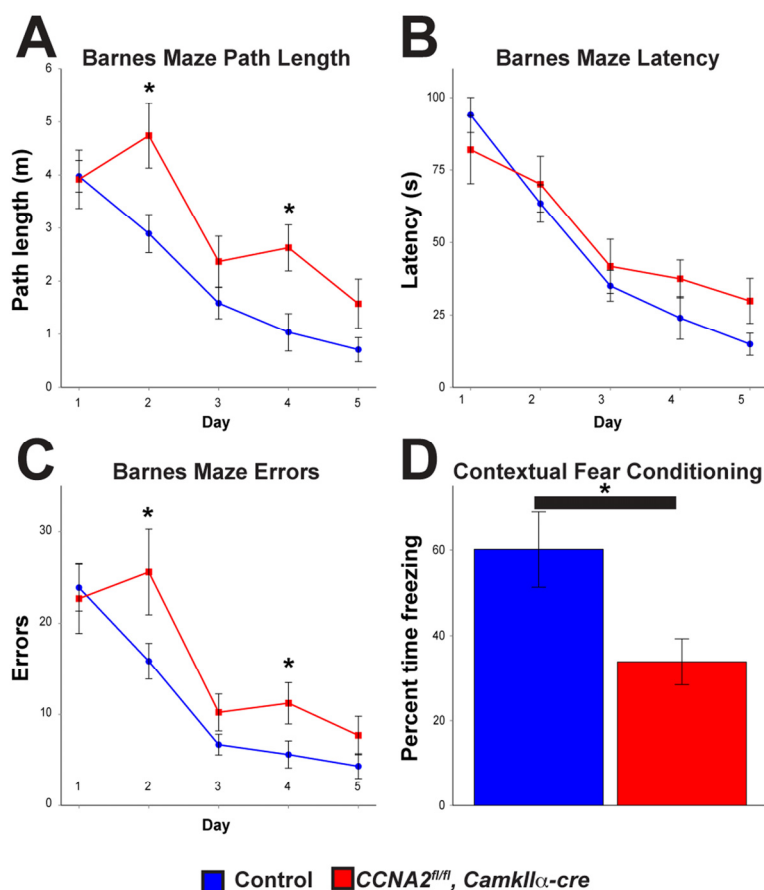 A
Barnes Maze Path Length
6
5
4
3
2
1
0
*
*
Path length (m)
1 2 3 4 5
Day
B
Barnes Maze Latency
100
75
50
25
0
Latency (s)
1 2 3 4 5
Day
C
Barnes Maze Errors
30
20
10
0
*
*
Errors
1 2 3 4 5
Day
D
Contextual Fear Conditioning
*
60
40
20
0
Percent time freezing
Control CCNA2fl/fl, CamkIIα-cre